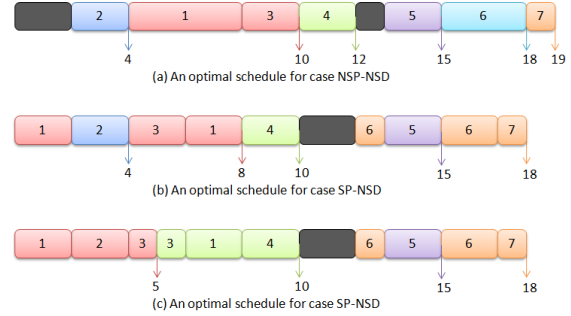 2 1 3 4 5 6 7
4 10 12 15 18 19
(a) An optimal schedule for case NSP-NSD
1 2 3 1 4 6 5 6 7
4 8 10 15 18
(b) An optimal schedule for case SP-NSD
1 2 3 3 1 4 6 5 6 7
5 10 15 18
(c) An optimal schedule for case SP-NSD